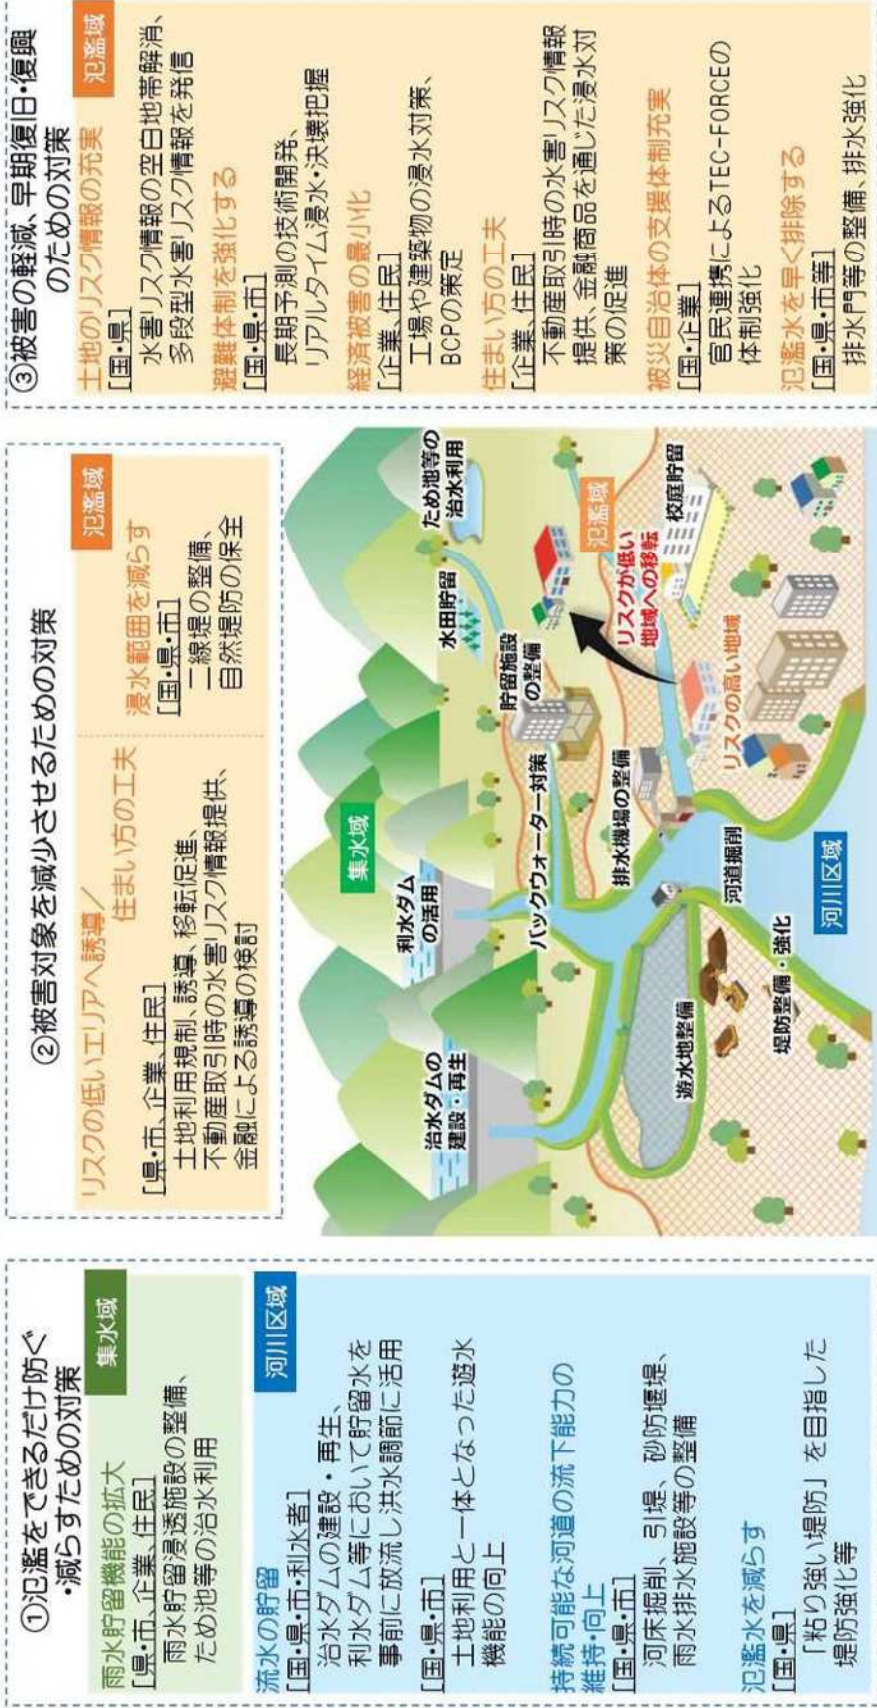 ①氾濫をできるだけ防ぐ
・減らすための対策
集水域
雨水貯留機能の拡大
[県・市、企業、住民]
雨水貯留浸透施設の整備、
ため池等の治水利用
河川区域
流水の貯留
[国・県・市・利水者]
治水ダムの建設・再生、
利水ダム等において貯留水を
事前に放流し洪水調節に活用
[国・県・市]
土地利用と一体となった遊水
機能の向上
持続可能な河道の流下能力の
維持・向上
[国・県・市]
河床掘削、引堤、砂防堰堤、
雨水排水施設等の整備
氾濫水を減らす
[国・県]
「粘り強い堤防」を目指した
堤防強化等
②被害対象を減少させるための対策
氾濫域
リスクの低いエリアへ誘導/
住まい方の工夫
[県・市、企業、住民]
土地利用規制、誘導、移転促進、
不動産取引時の水害リスク情報提供、
金融による誘導の検討
浸水範囲を減らす
[国・県・市]
二線堤の整備、
自然堤防の保全
集水域
治水ダムの
建設・再生
利水ダム
の活用
ため池等の
治水利用
水田貯留
貯留施設
の整備
バックウォーター対策
氾濫域
リスクが低い
地域への移転
校庭貯留
排水機場の整備
リスクの高い地域
遊水地整備
河道掘削
堤防整備・強化
河川区域
③被害の軽減、早期復旧・復興
のための対策
氾濫域
土地のリスク情報の充実
[国・県]
水害リスク情報の空白地帯解消、
多段型水害リスク情報を発信
避難体制を強化する
[国・県・市]
長期予測の技術開発、
リアルタイム浸水・決壊把握
経済被害の最小化
[企業、住民]
工場や建築物の浸水対策、
BCPの策定
住まい方の工夫
[企業、住民]
不動産取引時の水害リスク情報
提供、金融商品を通じた浸水対
策の促進
被災自治体の支援体制充実
[国・企業]
官民連携によるTEC-FORCEの
体制強化
氾濫水を早く排除する
[国・県・市等]
排水門等の整備、排水強化